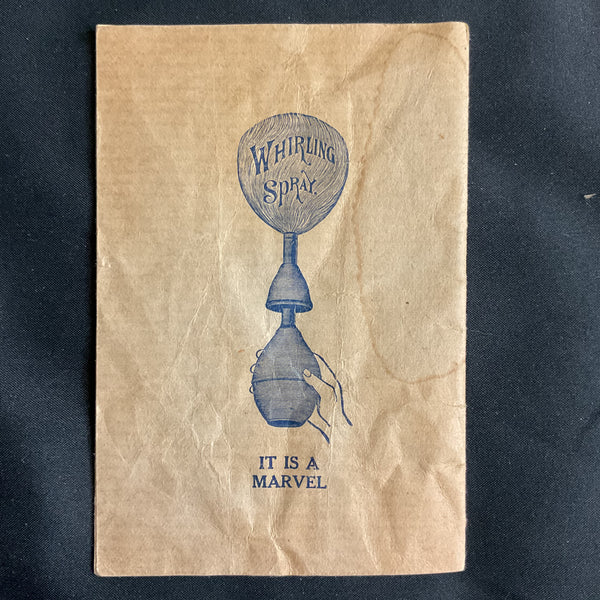 WHIRLING
SPRAY.
IT IS A
MARVEL